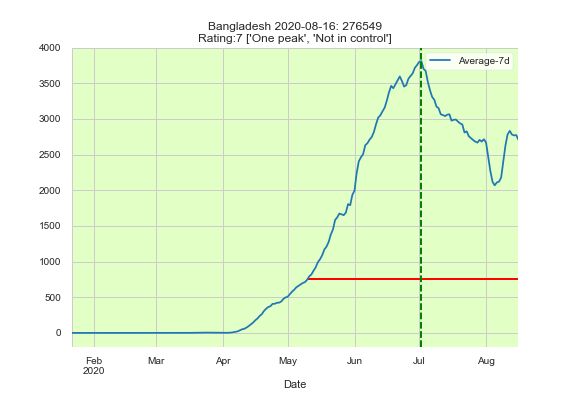 Bangladesh 2020-08-16: 276549
Rating:7 ['One peak', 'Not in control']
Average-7d
4000
3500
3000
2500
2000
1500
1000
500
0
Feb
2020
Mar
Apr
May
Jun
Jul
Aug
Date